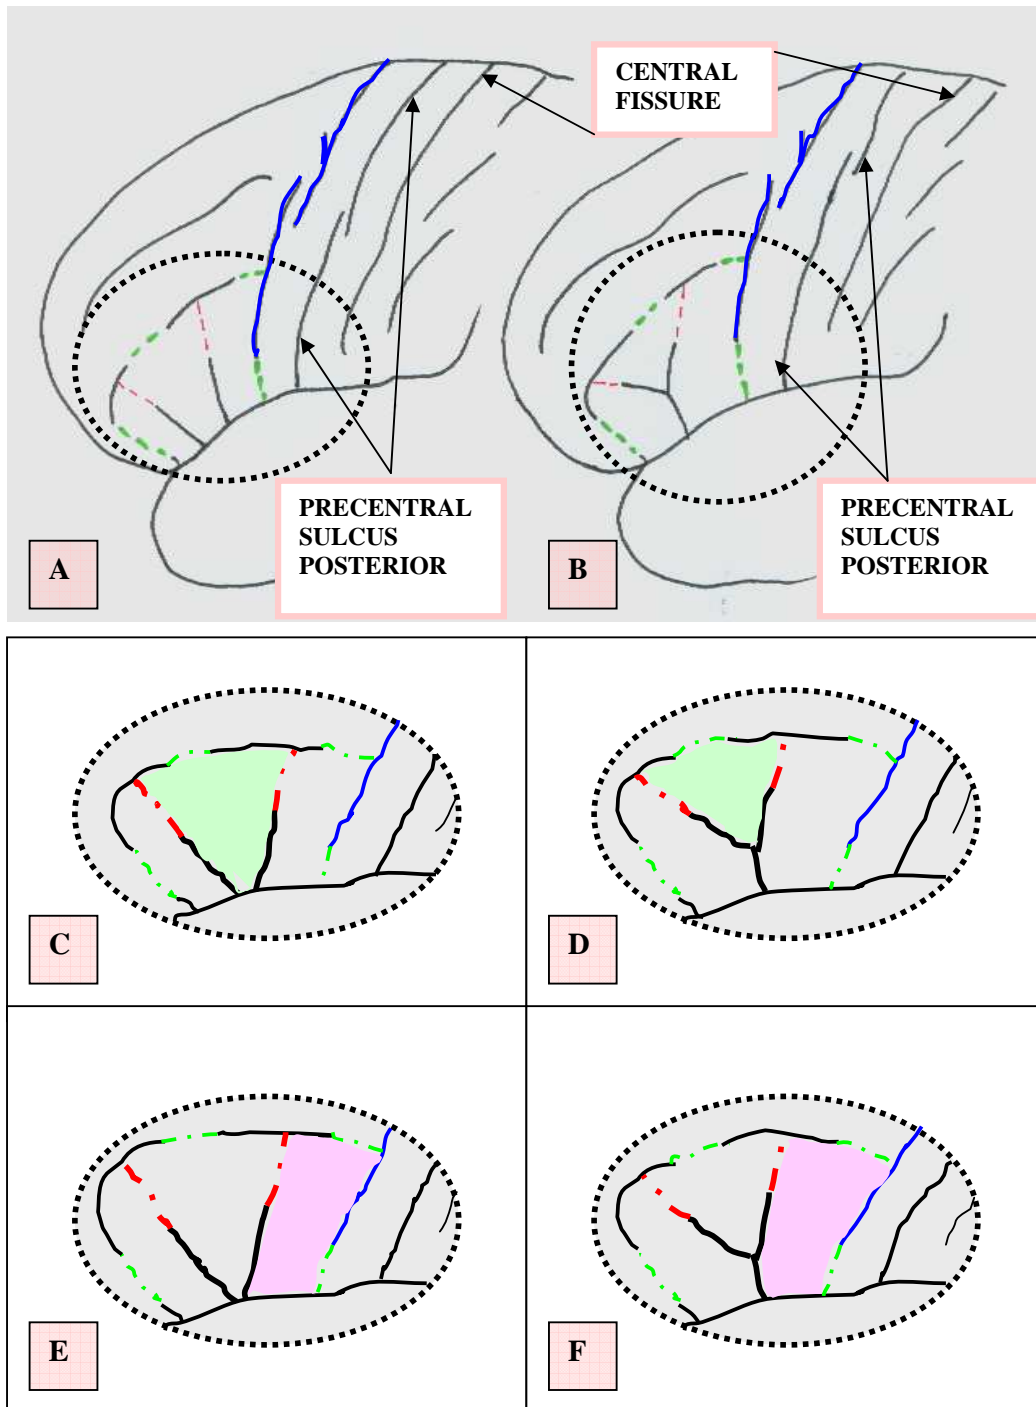 CENTRAL
FISSURE
PRECENTRAL
SULCUS
POSTERIOR
PRECENTRAL
SULCUS
POSTERIOR
A
B
C
D
E
F